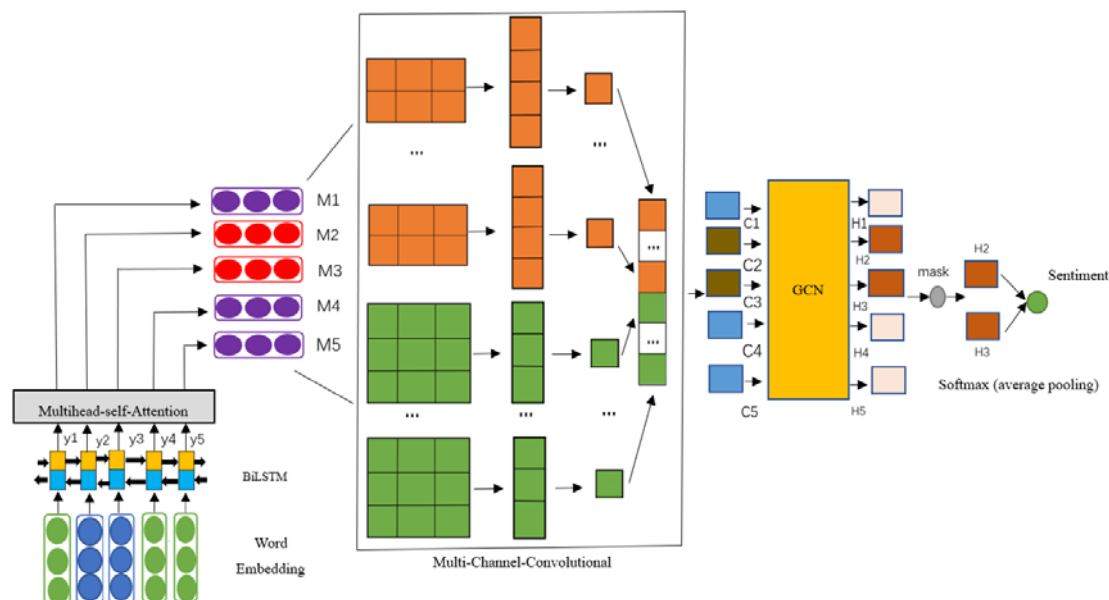 M1
M2
M3
M4
M5
Multihead-self-Attention
y1
y2
y3
y4
y5
BiLSTM
Word
Embedding
...
...
...
...
...
...
...
Multi-Channel-Convolutional
C1
C2
C3
C4
C5
GCN
H1
H2
H3
H4
H5
mask
H2
H3
Sentiment
Softmax (average pooling)